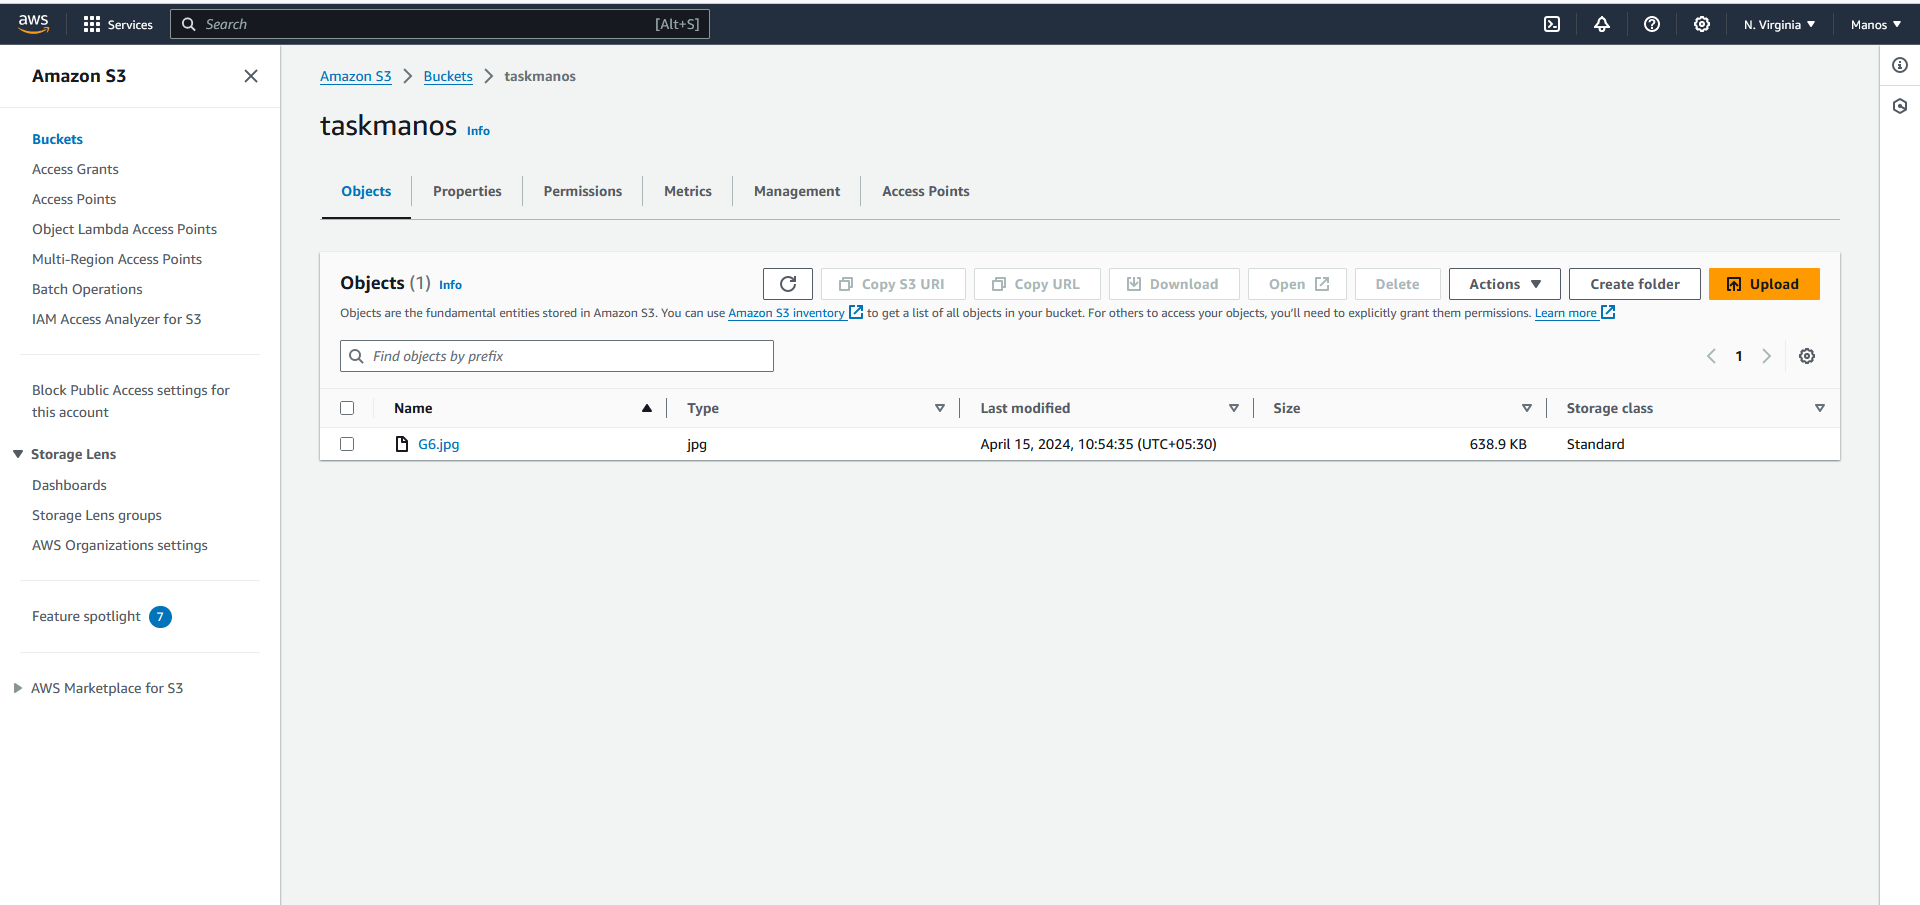 aws Services Search [Alt+S] N. Virginia Manos
Amazon S3
Buckets
Access Grants
Access Points
Object Lambda Access Points
Multi-Region Access Points
Batch Operations
IAM Access Analyzer for S3
Block Public Access settings for
this account
Storage Lens
Dashboards
Storage Lens groups
AWS Organizations settings
Feature spotlight 7
AWS Marketplace for S3
Amazon S3 Buckets taskmanos
taskmanos Info
Objects Properties Permissions Metrics Management Access Points
Objects (1) Info Copy S3 URI Copy URL Download Open Delete Actions Create folder Upload
Objects are the fundamental entities stored in Amazon S3. You can use Amazon S3 inventory to get a list of all objects in your bucket. For others to access your objects, you’ll need to explicitly grant them permissions. Learn more
Find objects by prefix 1
Name Type Last modified Size Storage class
G6.jpg jpg April 15, 2024, 10:54:35 (UTC+05:30) 638.9 KB Standard